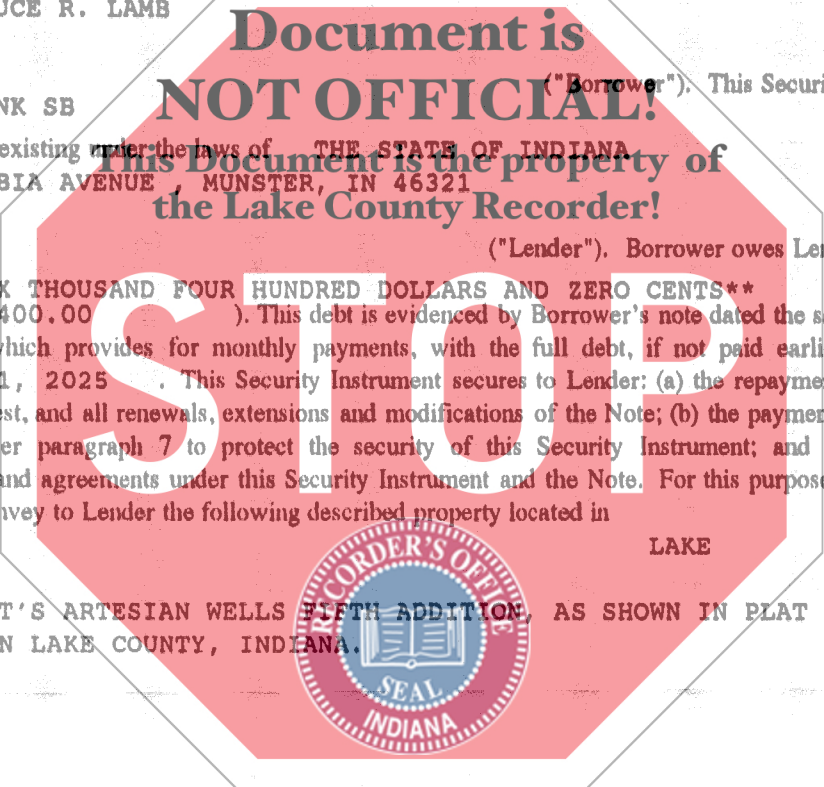 UCE R. LAMB
Document is
NOT OFFICIAL!
("Borrower"). This Securi
NK SB
existing under the laws of THE STATE OF INDIANA
This Document is the property of
BIA AVENUE , MUNSTER, IN 46321
the Lake County Recorder!
("Lender"). Borrower owes Len
X THOUSAND FOUR HUNDRED DOLLARS AND ZERO CENTS**
400.00 ). This debt is evidenced by Borrower's note dated the sa
which provides for monthly payments, with the full debt, if not paid earli
1, 2025 . This Security Instrument secures to Lender: (a) the repayme
est, and all renewals, extensions and modifications of the Note; (b) the paymen
er paragraph 7 to protect the security of this Security Instrument; and
and agreements under this Security Instrument and the Note. For this purpose
nvey to Lender the following described property located in
STOP
LAKE
RECORDER'S OFFICE
T'S ARTESIAN WELLS FIFTH ADDITION, AS SHOWN IN PLAT
N LAKE COUNTY, INDIANA.
SEAL
INDIANA